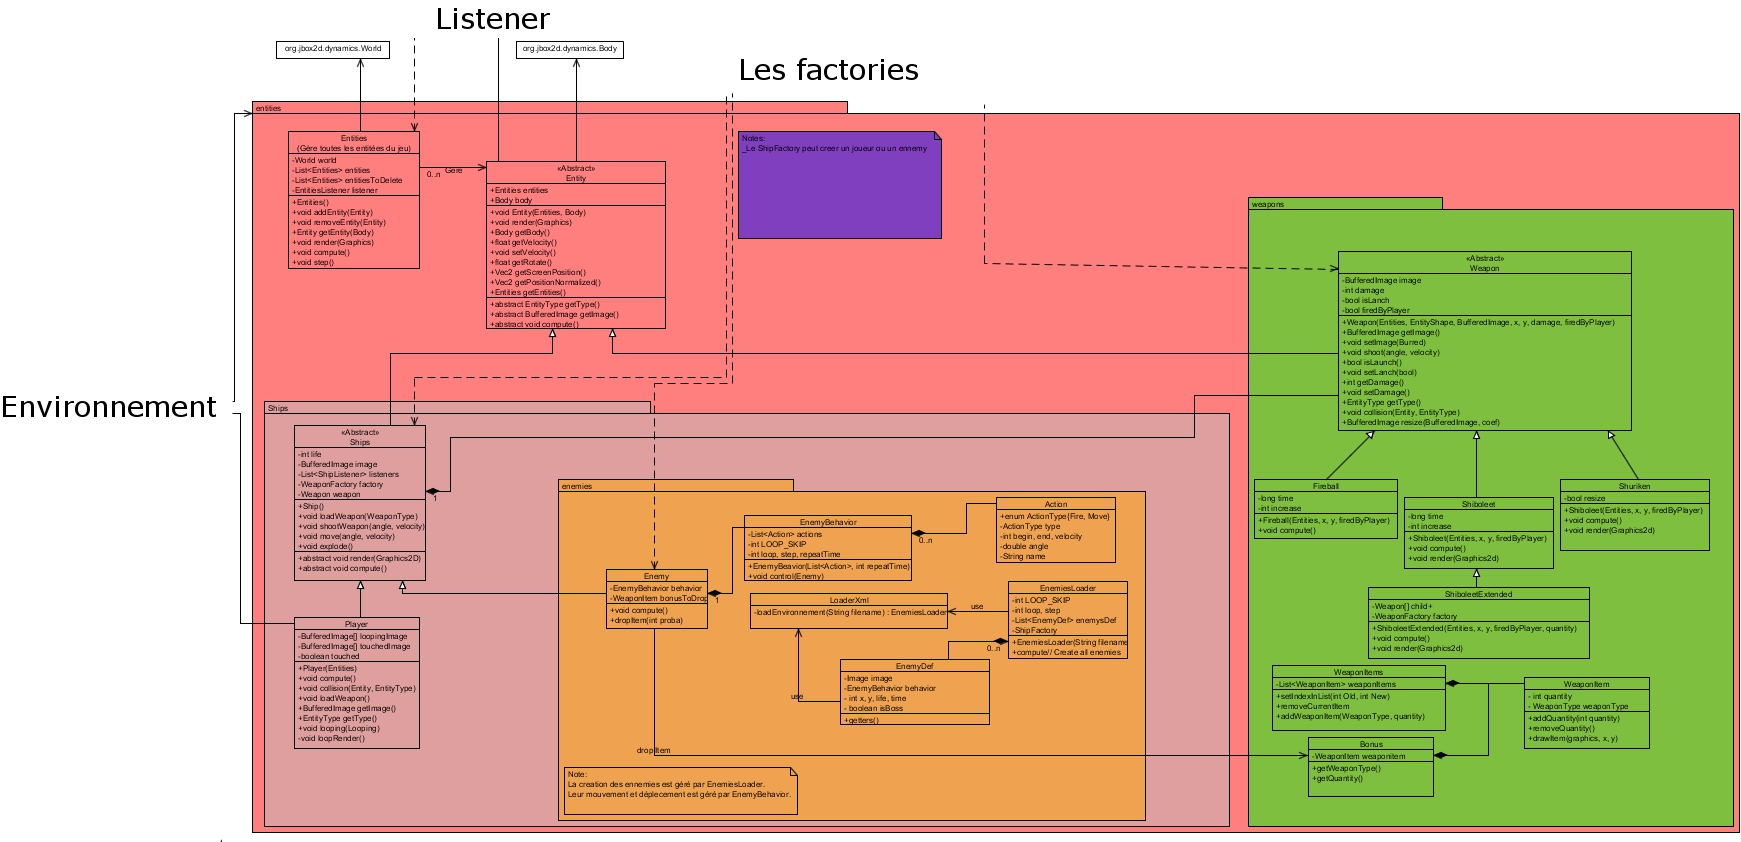 Listener
org.jbox2d.dynamics.World
org.jbox2d.dynamics.Body
Les factories
Environnement
entities
Entities
(Gère toutes les entitées du jeu)
-World world
-List<Entities> entities
-List<Entities> entitiesToDelete
-EntitiesListener listener
+Entities()
+void addEntity(Entity)
+void removeEntity(Entity)
+Entity getEntity(Body)
+void render(Graphics)
+void compute()
+void step()
0..n
Gère
«Abstract»
Entity
+Entities entities
+Body body
+void Entity(Entities, Body)
+void render(Graphics)
+Body getBody()
+float getVelocity()
+void setVelocity()
+float getRotate()
+Vec2 getScreenPosition()
+Vec2 getPositionNormalized()
+Entities getEntities()
+abstract EntityType getType()
+abstract BufferedImage getImage()
+abstract void compute()
Notes:
_Le ShipFactory peut creer un joueur ou un ennemy
weapons
«Abstract»
Weapon
-BufferedImage image
-int damage
-bool isLanch
-bool firedByPlayer
+Weapon(Entities, EntityShape, BufferedImage, x, y, damage, firedByPlayer)
+BufferedImage getImage()
+void setImage(Burred)
+void shoot(angle, velocity)
+bool isLaunch()
+void setLanch(bool)
+int getDamage()
+void setDamage()
+EntityType getType()
+void collision(Entity, EntityType)
+BufferedImage resize(BufferedImage, coef)
Fireball
-long time
-int increase
+Fireball(Entities, x, y, firedByPlayer)
+void compute()
Shiboleet
-long time
-int increase
+Shiboleet(Entities, x, y, firedByPlayer)
+void compute()
+void render(Graphics2d)
Shuriken
-bool resize
+Shiboleet(Entities, x, y, firedByPlayer)
+void compute()
+void render(Graphics2d)
ShiboleetExtended
-Weapon[] child+
-WeaponFactory factory
+ShiboleetExtended(Entities, x, y, firedByPlayer, quantity)
+void compute()
+void render(Graphics2d)
WeaponItems
-List<WeaponItem> weaponItems
+setIndexInList(int Old, int New)
+removeCurrentItem
+addWeaponItem(WeaponType, quantity)
WeaponItem
- int quantity
- WeaponType weaponType
+addQuantity(int quantity)
+removeQuantity()
+drawItem(graphics, x, y)
Bonus
-WeaponItem weaponitem
+getWeaponType()
+getQuantity()
Ships
«Abstract»
Ships
-int life
-BufferedImage image
-List<ShipListener> listeners
-WeaponFactory factory
-Weapon weapon
+Ship()
+void loadWeapon(WeaponType)
+void shootWeapon(angle, velocity)
+void move(angle, velocity)
+void explode()
+abstract void render(Graphics2D)
+abstract void compute()
1
Player
-BufferedImage[] loopingImage
-BufferedImage[] touchedImage
-boolean touched
+Player(Entities)
+void compute()
+void collision(Entity, EntityType)
+void loadWeapon()
+BufferedImage getImage()
+EntityType getType()
+void looping(Looping)
-void loopRender()
enemies
EnemyBehavior
-List<Action> actions
-int LOOP_SKIP
-int loop, step, repeatTime
+EnemyBeavior(List<Action>, int repeatTime)
+void control(Enemy)
0..n
Action
+enum ActionType{Fire, Move}
-ActionType type
-int begin, end, velocity
-double angle
-String name
Enemy
-EnemyBehavior behavior
-WeaponItem bonusToDrop
+void compute()
+dropItem(int proba)
1
LoaderXml
-loadEnvironnement(String filename) : EnemiesLoader
use
EnemiesLoader
-int LOOP_SKIP
-int loop, step
-List<EnemyDef> enemysDef
-ShipFactory
+EnemiesLoader(String filename
+compute// Create all enemies
0..n
EnemyDef
-Image image
-EnemyBehavior behavior
- int x, y, life, time
- boolean isBoss
+getters()
use
dropItem
Note:
La creation des ennemies est géré par EnemiesLoader.
Leur mouvement et déplecement est géré par EnemyBehavior.